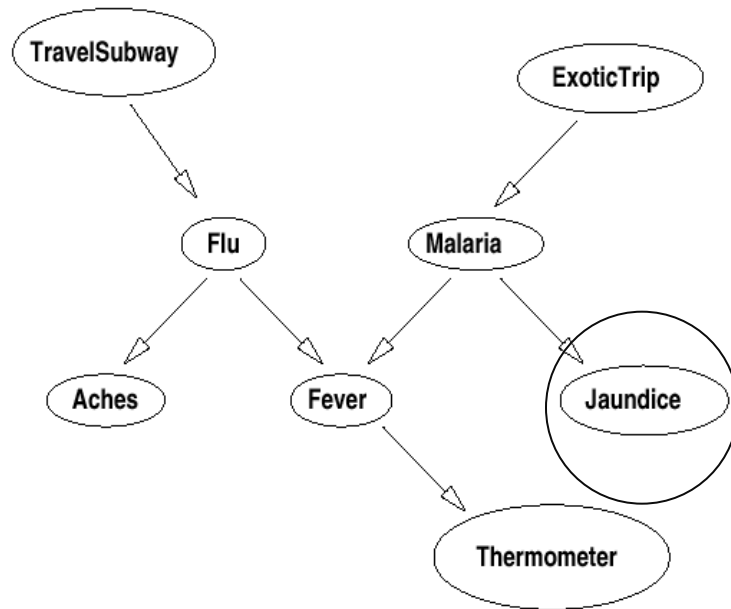 TravelSubway
ExoticTrip
Flu
Malaria
Aches
Fever
Jaundice
Thermometer